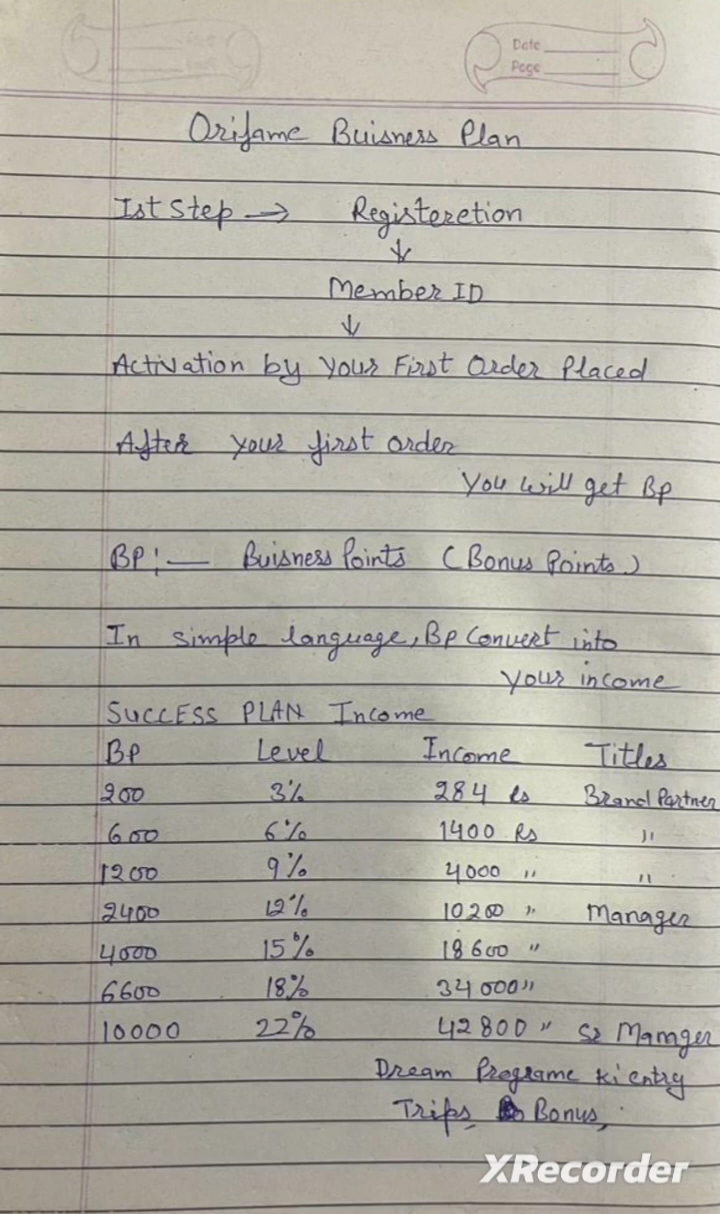 Date
Page
Orifame Buisness Plan
Ist Step → Registeretion
↓
Member ID
↓
Activation by your First Order Placed
After your first order
You will get Bp
BP:— Buisness Points (Bonus Points)
In simple language, Bp Convert into
your income
SUCCESS PLAN Income
BP Level Income Titles
200 3% 284 Rs Brand Partner
600 6% 1400 Rs "
1200 9% 4000 " "
2400 12% 10200 " Manager
4000 15% 18600 "
6600 18% 34000 "
10000 22% 42800 " Sr Manager
Dream Programe ki entry
Trips, Bonus,
XRecorder